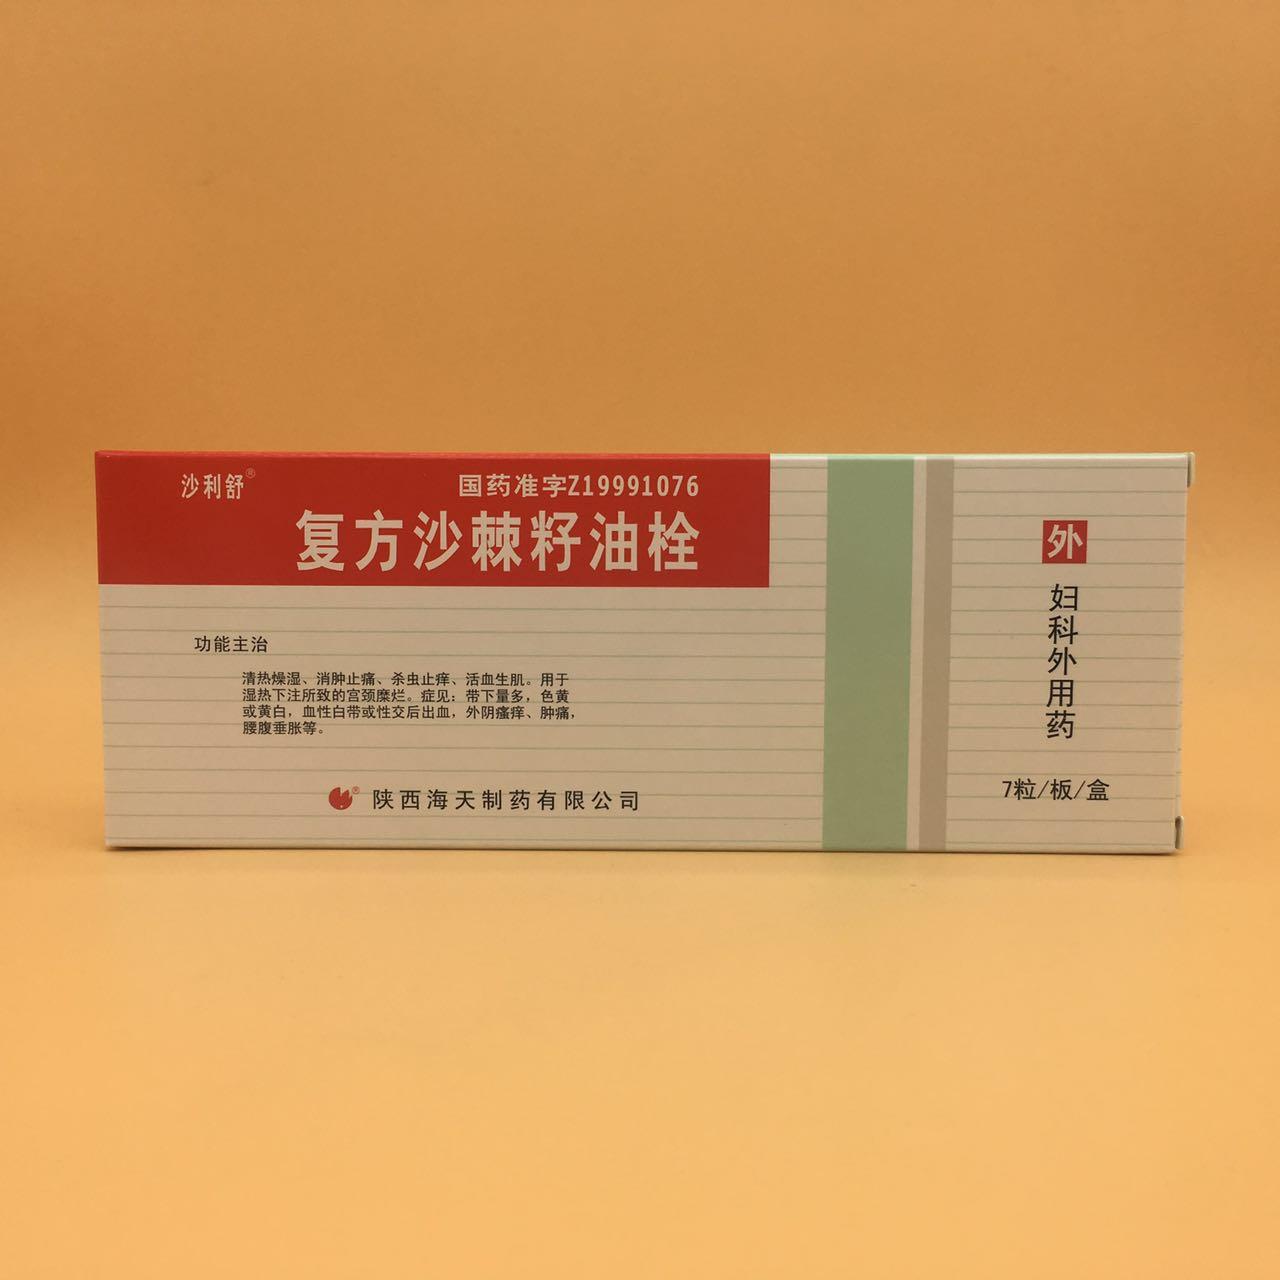 沙利舒®
国药准字Z19991076
复方沙棘籽油栓
功能主治
清热燥湿、消肿止痛、杀虫止痒、活血生肌。用于
湿热下注所致的宫颈糜烂。症见：带下量多，色黄
或黄白，血性白带或性交后出血，外阴瘙痒、肿痛，
腰腹垂胀等。
®
陕西海天制药有限公司
外
妇科外用药
7粒/板/盒